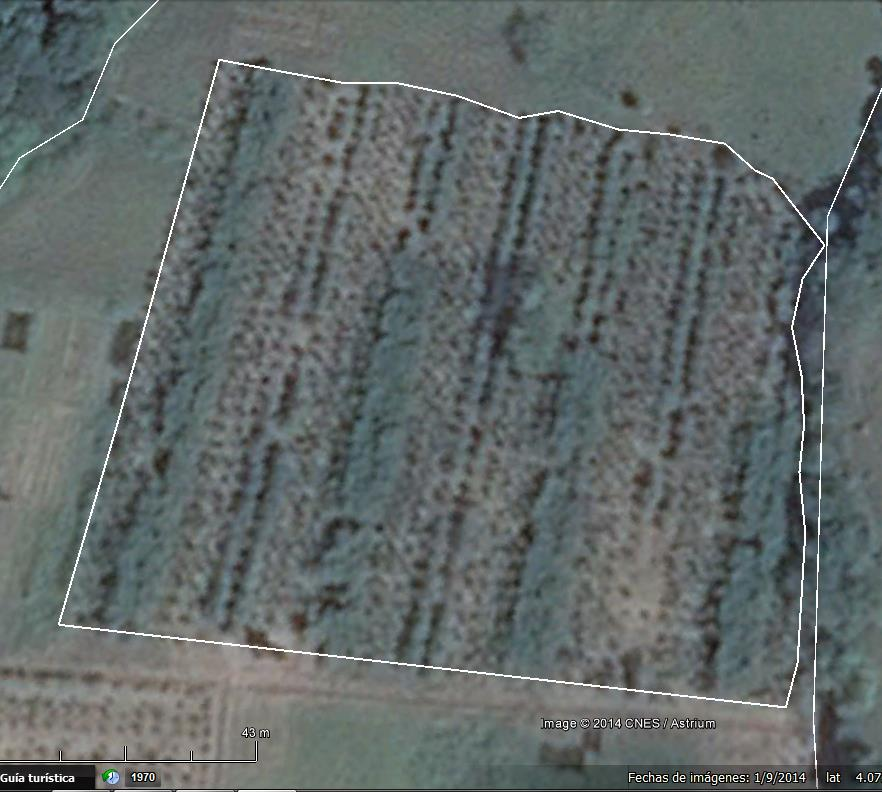 Image © 2014 CNES / Astrium
43 m
Guía turística
1970
Fechas de imágenes: 1/9/2014
lat
4.07